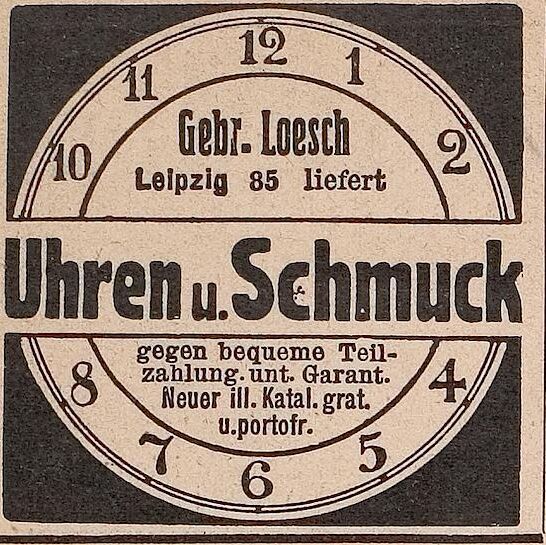 12
11 1
Gebr. Loesch
10 2
Leipzig 85 liefert
Uhren u. Schmuck
gegen bequeme Teil-
zahlung. unt. Garant.
8 4
Neuer ill. Katal. grat.
u. portofr.
7 5
6